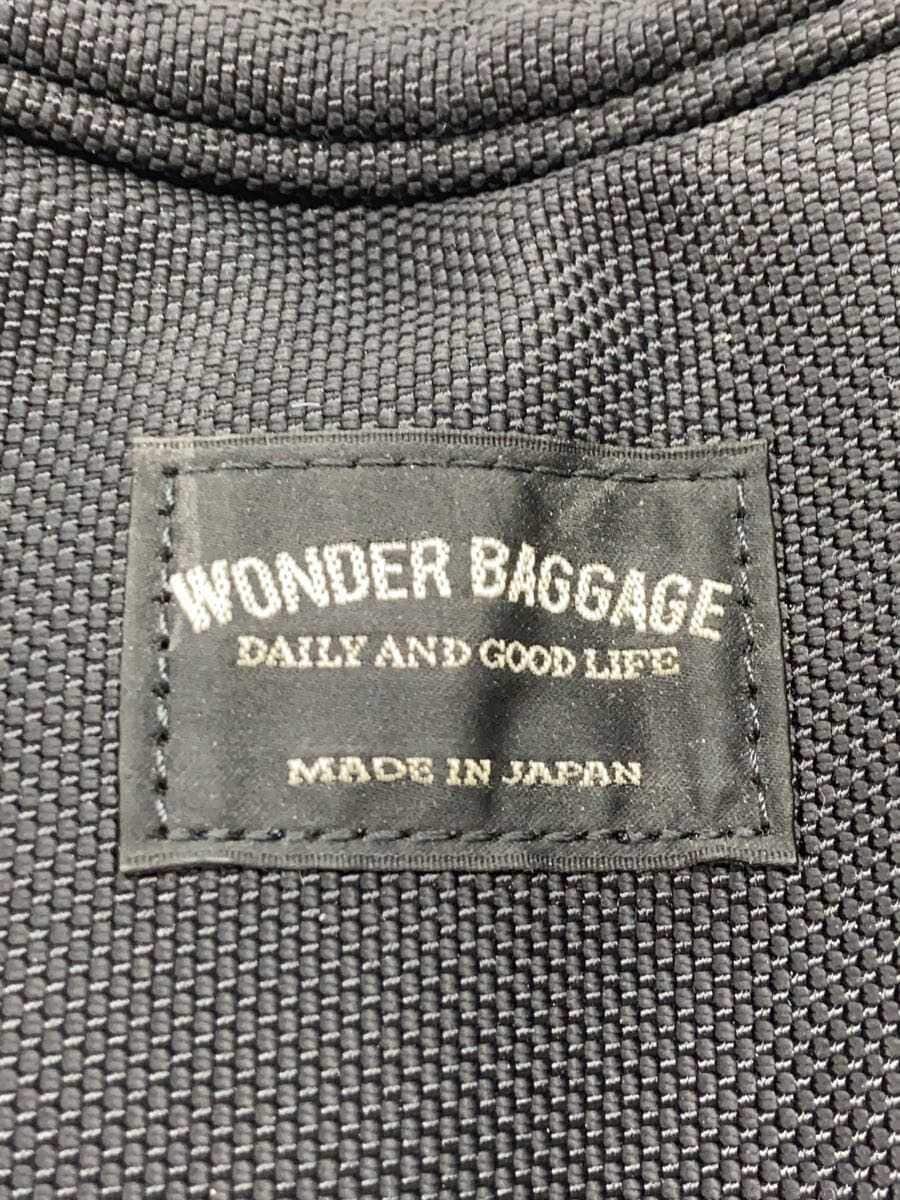 WONDER BAGGAGE
DAILY AND GOOD LIFE
MADE IN JAPAN